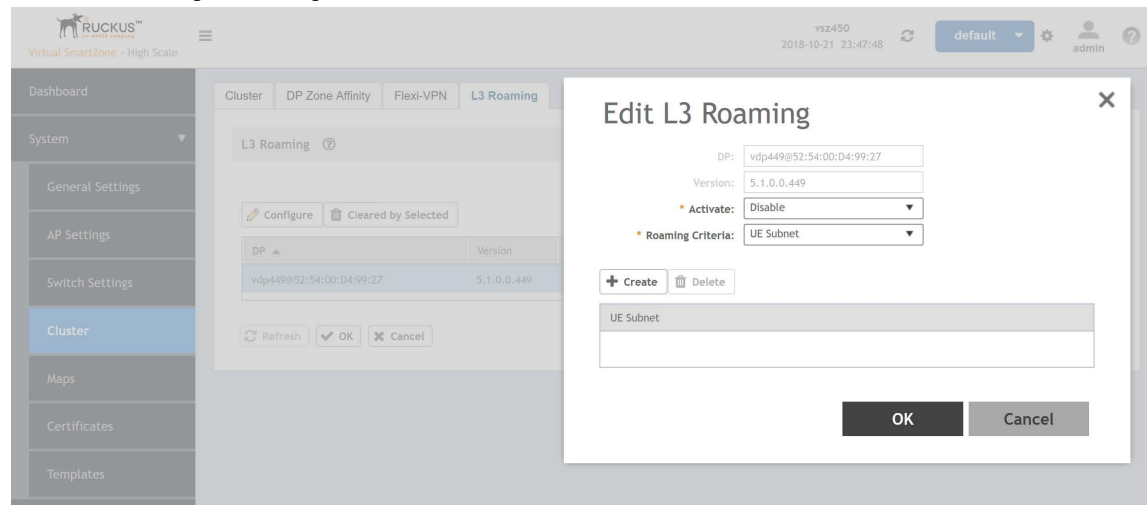 RUCKUS™
Virtual SmartZone - High Scale
vsz450
2018-10-21 23:47:48
default
admin
Dashboard
System
General Settings
AP Settings
Switch Settings
Cluster
Maps
Certificates
Templates
Cluster DP Zone Affinity Flexi-VPN L3 Roaming
L3 Roaming ?
Configure Cleared by Selected
DP Version
vdp449@52:54:00:D4:99:27 5.1.0.0.449
Refresh OK Cancel
Edit L3 Roaming
DP: vdp449@52:54:00:D4:99:27
Version: 5.1.0.0.449
* Activate: Disable
* Roaming Criteria: UE Subnet
Create Delete
UE Subnet
OK Cancel